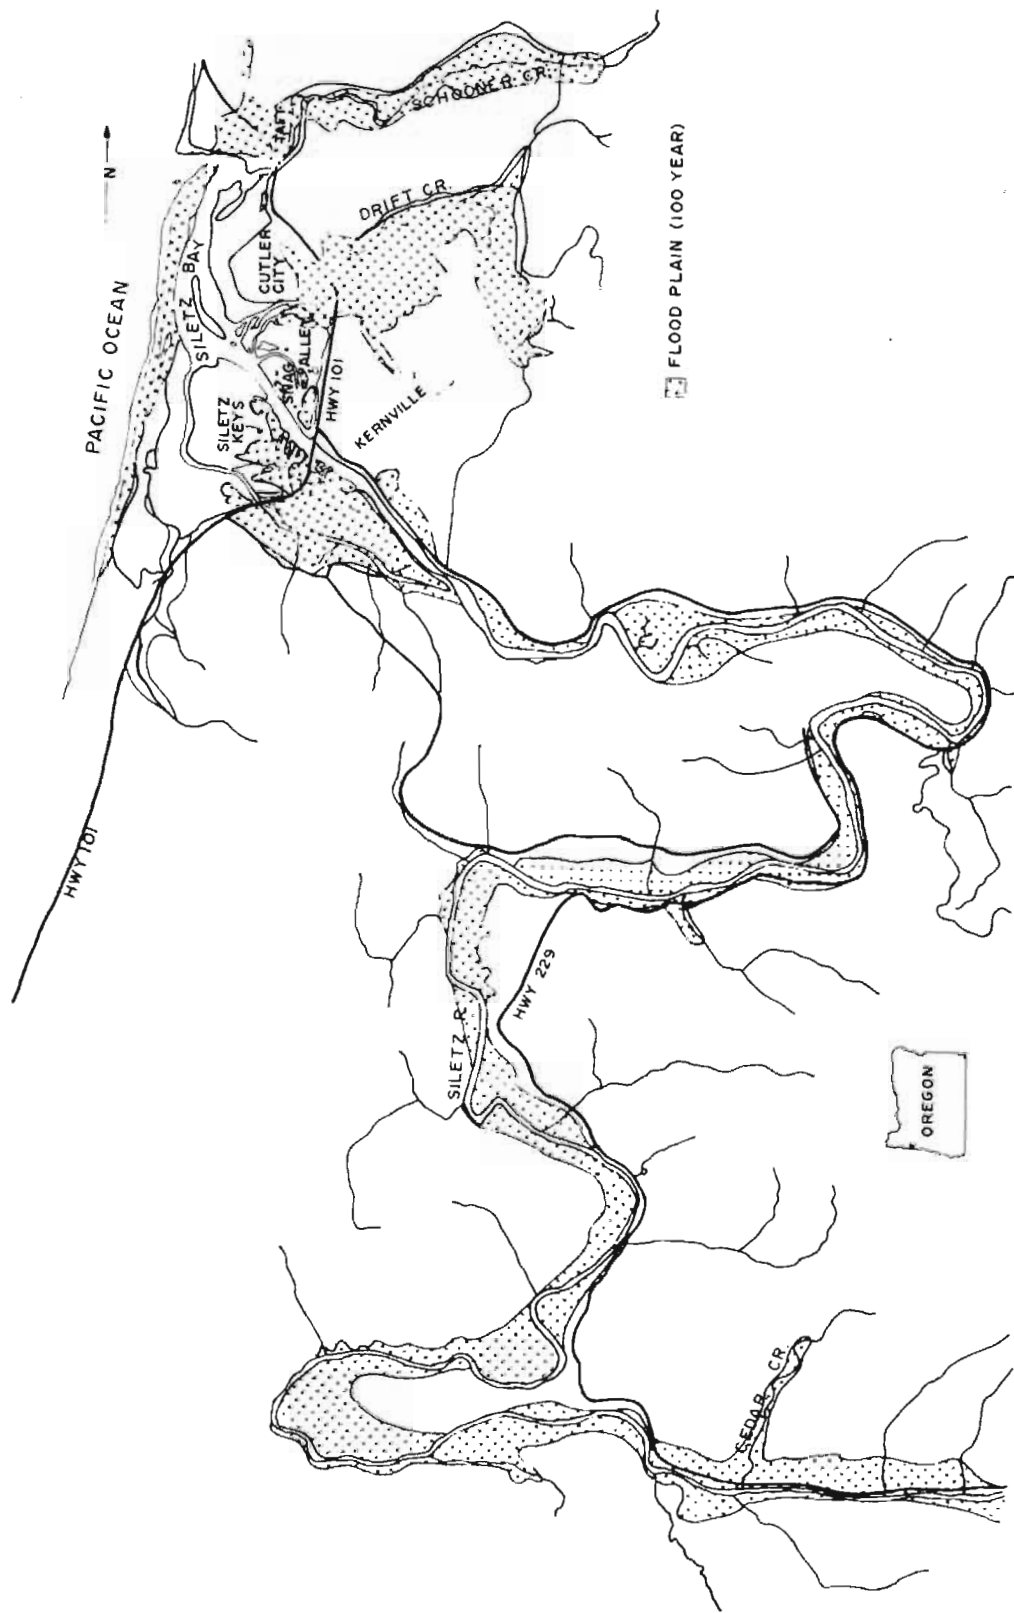 N
SCHOONER CR.
TAFT
DRIFT CR.
CUTLER
CITY
SILETZ BAY
PACIFIC OCEAN
SNAG
ALLEY
HWY 101
SILETZ
KEYS
KERNVILLE
FLOOD PLAIN (100 YEAR)
HWY 101
HWY 229
SILETZ R.
OREGON
CEDAR CR.